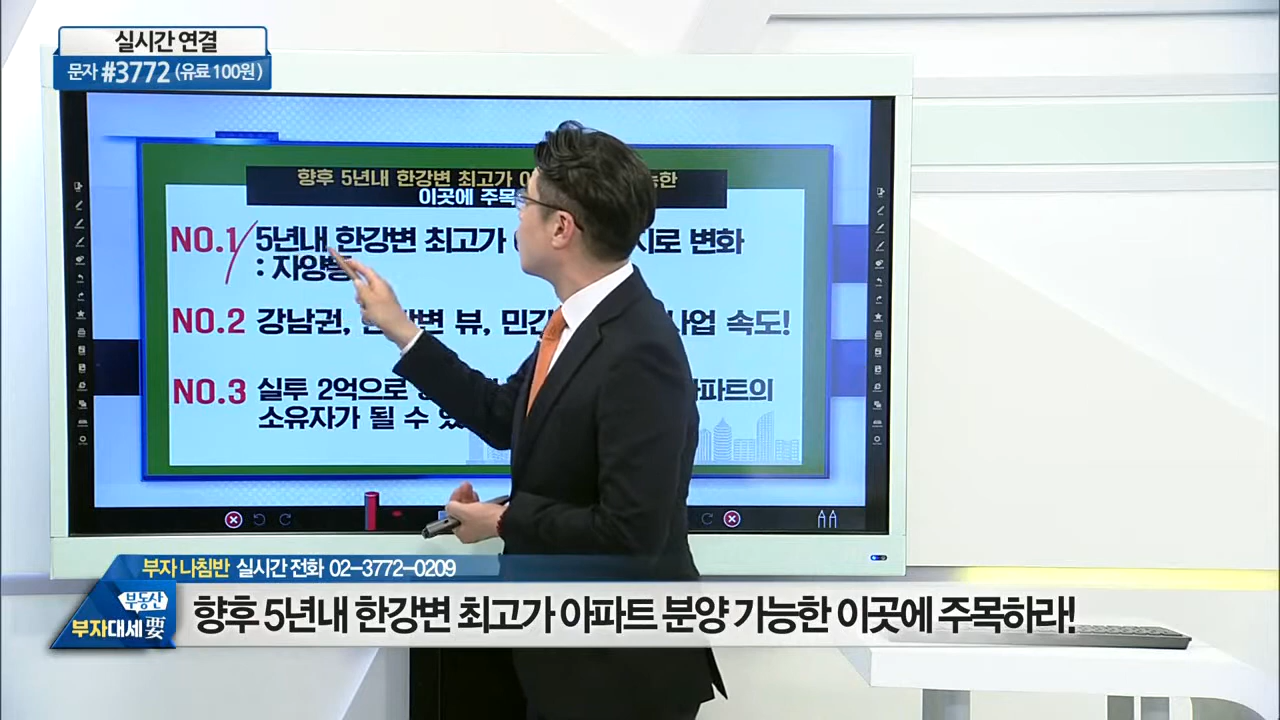 실시간 연결
문자 #3772 (유료 100원)
향후 5년내 한강변 최고가
이곳에 주목
NO.1 5년내 한강변 최고가 로 변화
: 자양동
NO.2 강남권, 뷰, 민간 사업 속도!
NO.3 실투 2억으로 아파트의
소유자가 될 수
부자 나침반 실시간 전화 02-3772-0209
부동산
부자대세 要
향후 5년내 한강변 최고가 아파트 분양 가능한 이곳에 주목하라!